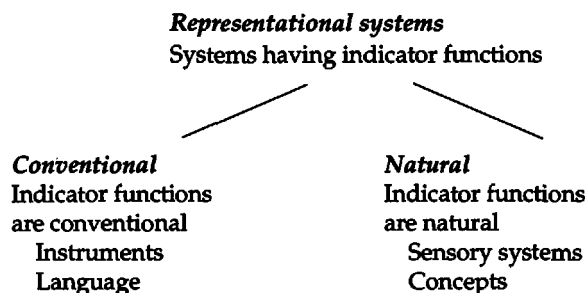 Representational systems
Systems having indicator functions
Conventional
Indicator functions
are conventional
Instruments
Language
Natural
Indicator functions
are natural
Sensory systems
Concepts